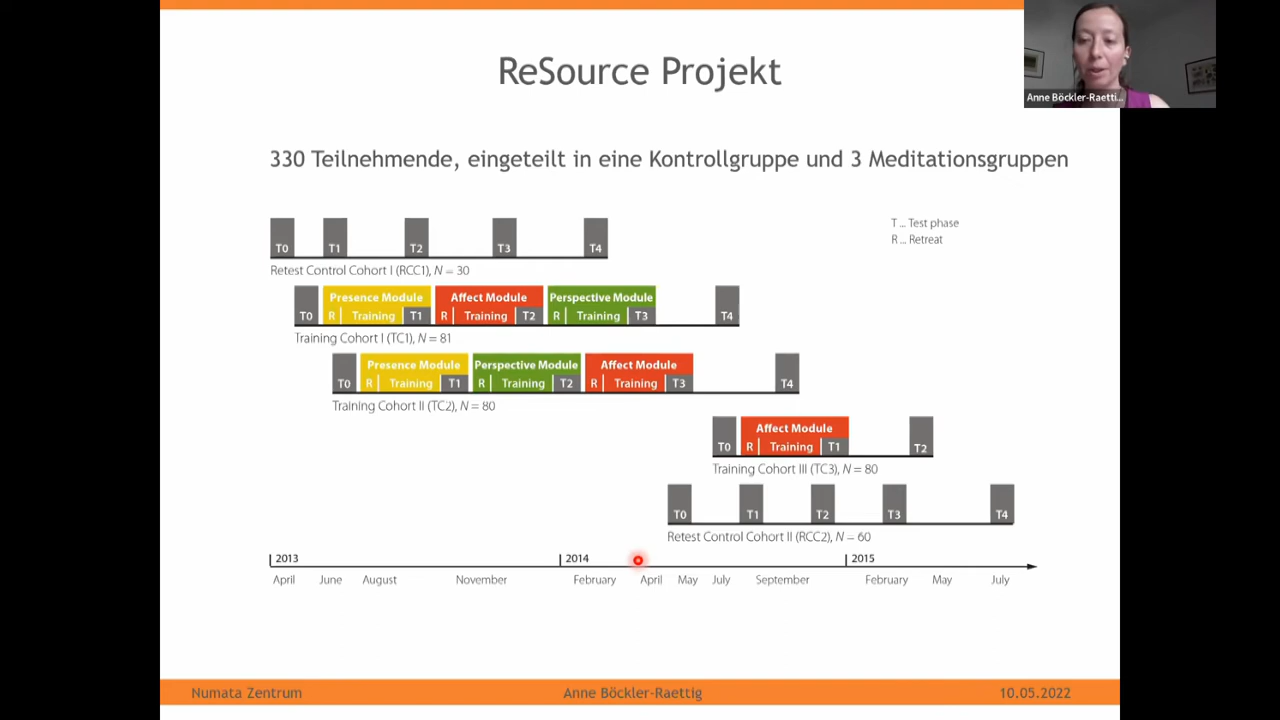 ReSource Projekt
Anne Böckler-Raetti...
330 Teilnehmende, eingeteilt in eine Kontrollgruppe und 3 Meditationsgruppen
T ... Test phase
R ... Retreat
T0 T1 T2 T3 T4
Retest Control Cohort I (RCC1), N = 30
Presence Module Affect Module Perspective Module
T0 R Training T1 R Training T2 R Training T3 T4
Training Cohort I (TC1), N = 81
Presence Module Perspective Module Affect Module
T0 R Training T1 R Training T2 R Training T3 T4
Training Cohort II (TC2), N = 80
Affect Module
T0 R Training T1 T2
Training Cohort III (TC3), N = 80
T0 T1 T2 T3 T4
Retest Control Cohort II (RCC2), N = 60
2013 2014 2015
April June August November February April May July September February May July
Numata Zentrum Anne Böckler-Raettig 10.05.2022